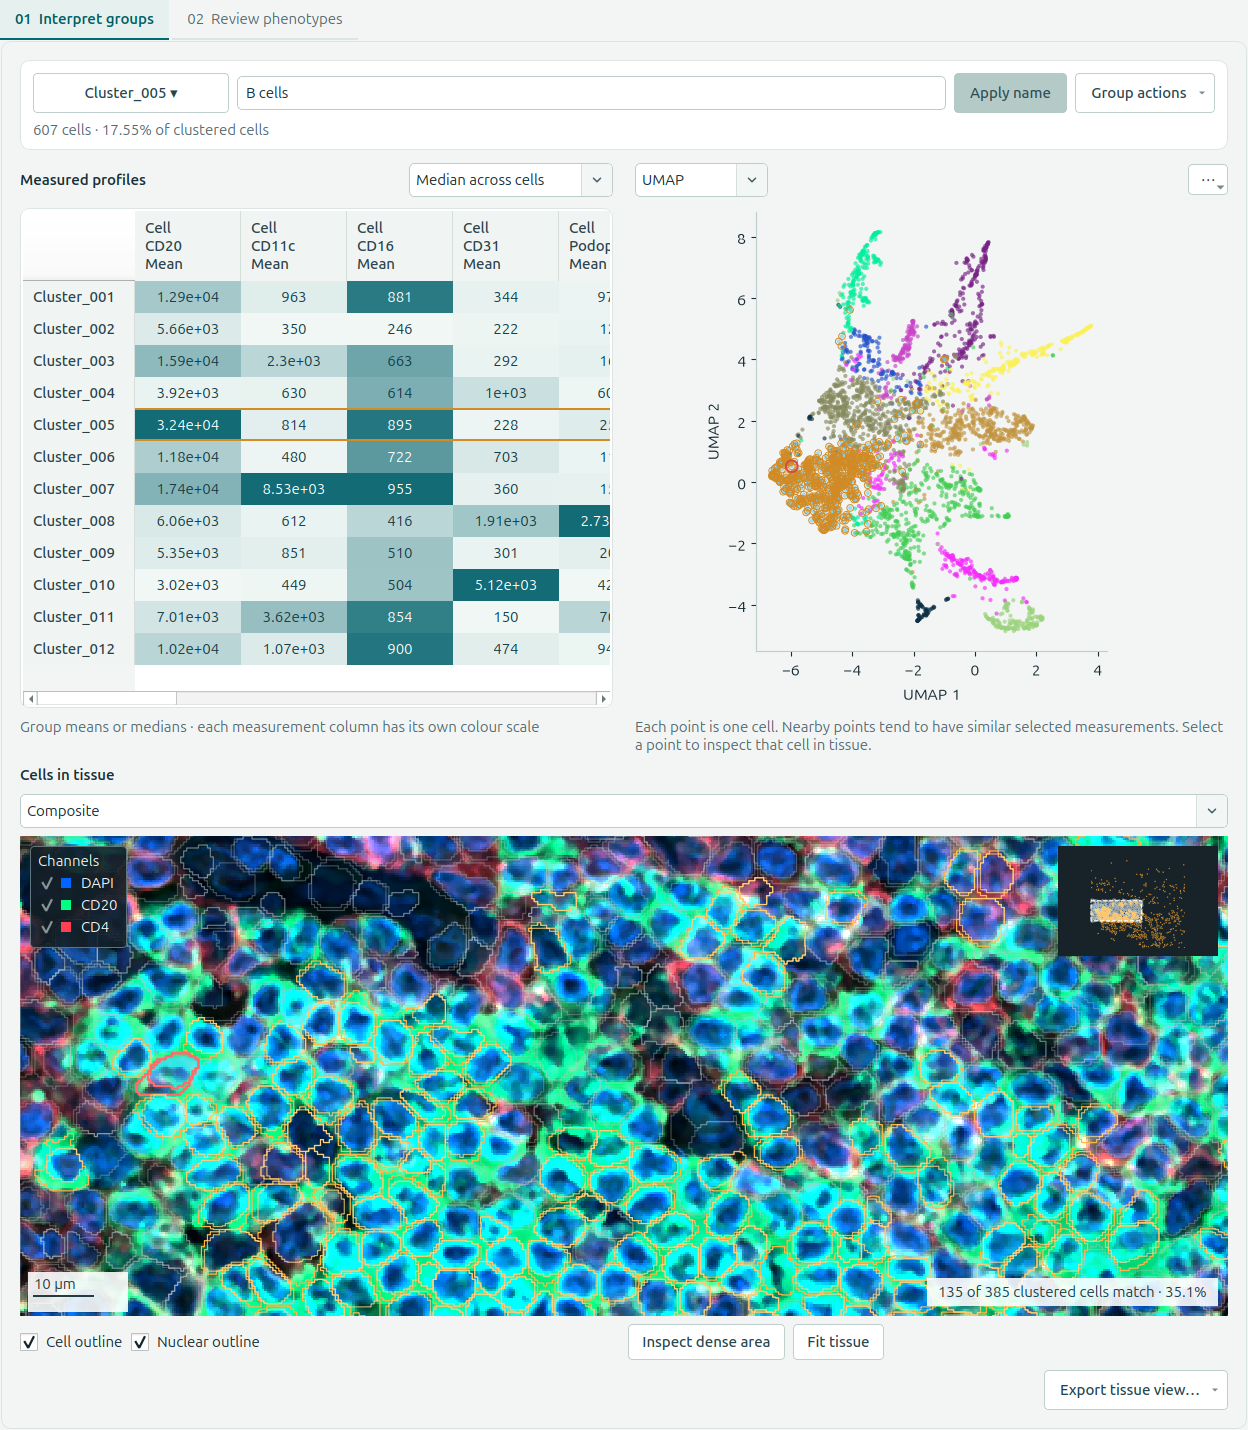 01 Interpret groups
02 Review phenotypes
Cluster_005 ▾
B cells
Apply name
Group actions
607 cells · 17.55% of clustered cells
Measured profiles
Median across cells
UMAP
...
Cell CD20 Mean
Cell CD11c Mean
Cell CD16 Mean
Cell CD31 Mean
Cell Podop Mean
Cluster_001 1.29e+04 963 881 344 97
Cluster_002 5.66e+03 350 246 222
Cluster_003 1.59e+04 2.3e+03 663 292
Cluster_004 3.92e+03 630 614 1e+03 60
Cluster_005 3.24e+04 814 895 228
Cluster_006 1.18e+04 480 722 703
Cluster_007 1.74e+04 8.53e+03 955 360
Cluster_008 6.06e+03 612 416 1.91e+03 2.73
Cluster_009 5.35e+03 851 510 301
Cluster_010 3.02e+03 449 504 5.12e+03 42
Cluster_011 7.01e+03 3.62e+03 854 150
Cluster_012 1.02e+04 1.07e+03 900 474 94
8
6
4
2
0
−2
−4
UMAP 2
−6 −4 −2 0 2 4
UMAP 1
Group means or medians · each measurement column has its own colour scale
Each point is one cell. Nearby points tend to have similar selected measurements. Select
a point to inspect that cell in tissue.
Cells in tissue
Composite
Channels
DAPI
CD20
CD4
10 µm
135 of 385 clustered cells match · 35.1%
Cell outline
Nuclear outline
Inspect dense area
Fit tissue
Export tissue view...